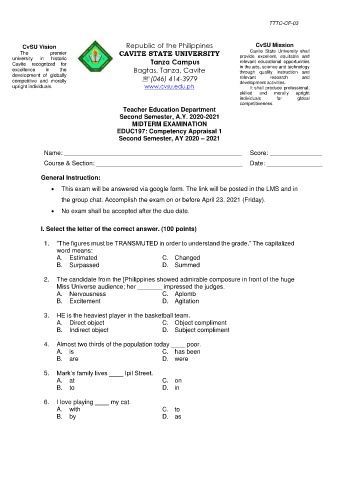 TTTC-CF-03
CvSU Vision
The premier
university in historic
Cavite recognized for
excellence in the
development of globally
competitive and morally
upright individuals.
Republic of the Philippines
CAVITE STATE UNIVERSITY
Tanza Campus
Bagtas, Tanza, Cavite
☏ (046) 414-3979
www.cvsu.edu.ph
CvSU Mission
Cavite State University shall
provide excellent, equitable and
relevant educational opportunities
in the arts, science and technology
through quality instruction and
relevant research and
development activities.
It shall produce professional,
skilled and morally upright
individuals for global
competitiveness.
Teacher Education Department
Second Semester, A.Y. 2020-2021
MIDTERM EXAMINATION
EDUC197: Competency Appraisal 1
Second Semester, AY 2020 – 2021
Name: Score:
Course & Section: Date:
General Instruction:
• This exam will be answered via google form. The link will be posted in the LMS and in
the group chat. Accomplish the exam on or before April 23, 2021 (Friday).
• No exam shall be accepted after the due date.
I. Select the letter of the correct answer. (100 points)
1. "The figures must be TRANSMUTED in order to understand the grade." The capitalized
word means:
A. Estimated C. Changed
B. Surpassed D. Summed
2. The candidate from the [Philippines showed admirable composure in front of the huge
Miss Universe audience; her _______ impressed the judges.
A. Nervousness C. Aplomb
B. Excitement D. Agitation
3. HE is the heaviest player in the basketball team.
A. Direct object C. Object compliment
B. Indirect object D. Subject compliment
4. Almost two thirds of the population today ____ poor.
A. is C. has been
B. are D. were
5. Mark's family lives ____ Ipil Street.
A. at C. on
B. to D. in
6. I love playing ____ my cat.
A. with C. to
B. by D. as